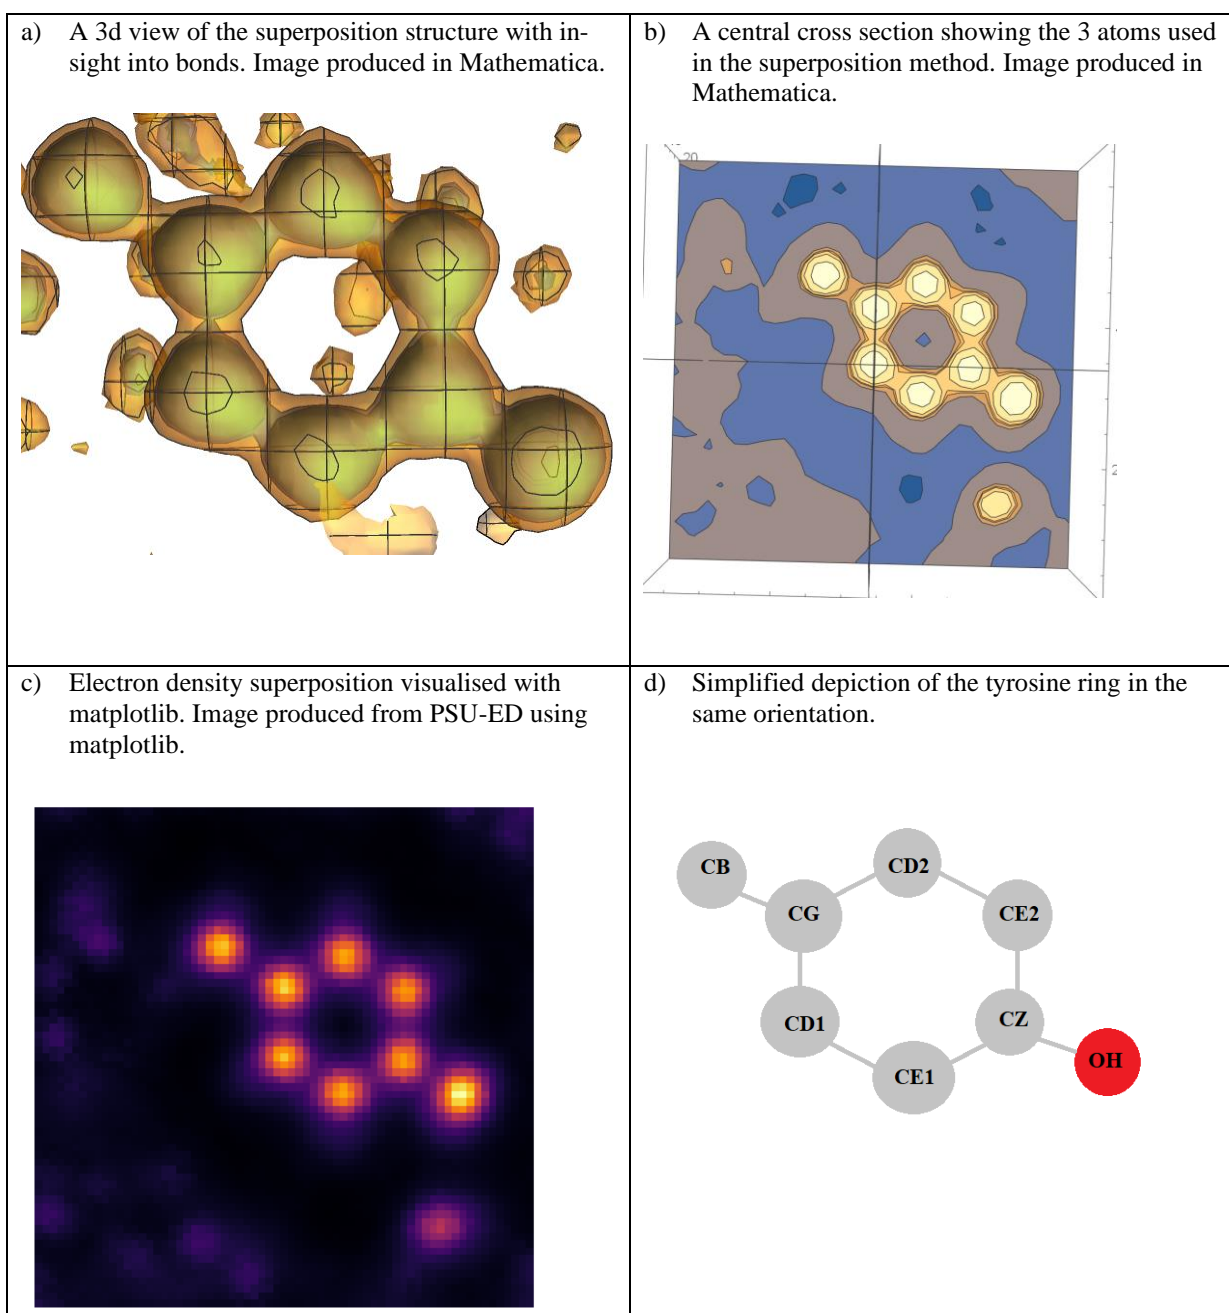 a) A 3d view of the superposition structure with in-
sight into bonds. Image produced in Mathematica.
b) A central cross section showing the 3 atoms used
in the superposition method. Image produced in
Mathematica.
20
c) Electron density superposition visualised with
matplotlib. Image produced from PSU-ED using
matplotlib.
d) Simplified depiction of the tyrosine ring in the
same orientation.
CB
CD2
CG
CE2
CD1
CZ
CE1
OH